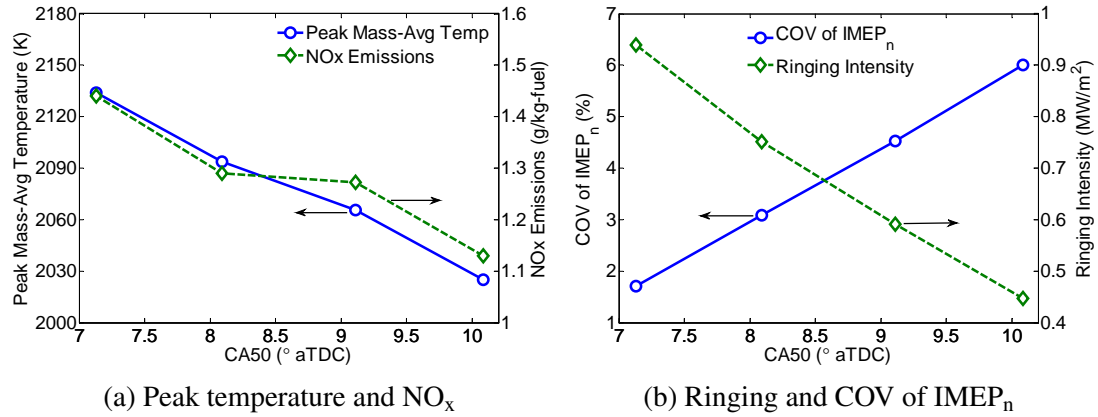 Peak Mass-Avg Temp
NOx Emissions
Peak Mass-Avg Temperature (K)
2180
2150
2120
2090
2060
2030
2000
1.6
1.5
1.4
1.3
1.2
1.1
1
NOx Emissions (g/kg-fuel)
7 7.5 8 8.5 9 9.5 10
CA50 (° aTDC)
(a) Peak temperature and NOx
COV of IMEPn
Ringing Intensity
COV of IMEPn (%)
7
6
5
4
3
2
1
1
0.9
0.8
0.7
0.6
0.5
0.4
Ringing Intensity (MW/m²)
7 7.5 8 8.5 9 9.5 10
CA50 (° aTDC)
(b) Ringing and COV of IMEPn